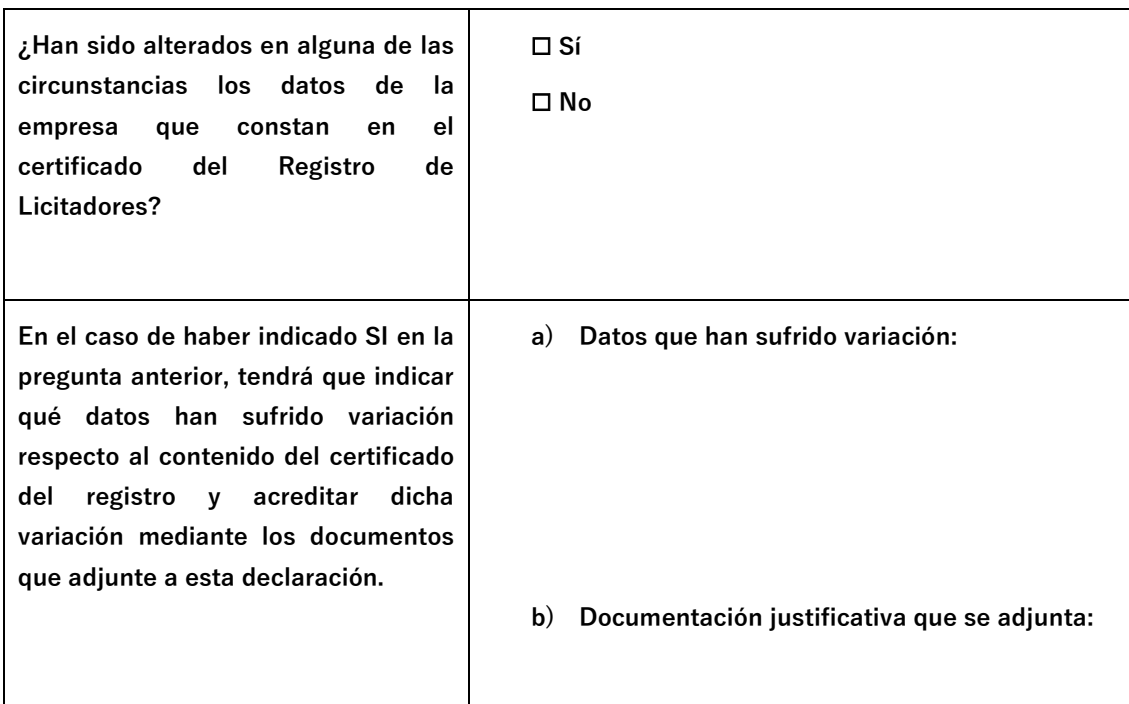 ¿Han sido alterados en alguna de las
circunstancias los datos de la
empresa que constan en el
certificado del Registro de
Licitadores?
☐ Sí
☐ No
En el caso de haber indicado SI en la
pregunta anterior, tendrá que indicar
qué datos han sufrido variación
respecto al contenido del certificado
del registro y acreditar dicha
variación mediante los documentos
que adjunte a esta declaración.
a) Datos que han sufrido variación:
b) Documentación justificativa que se adjunta: